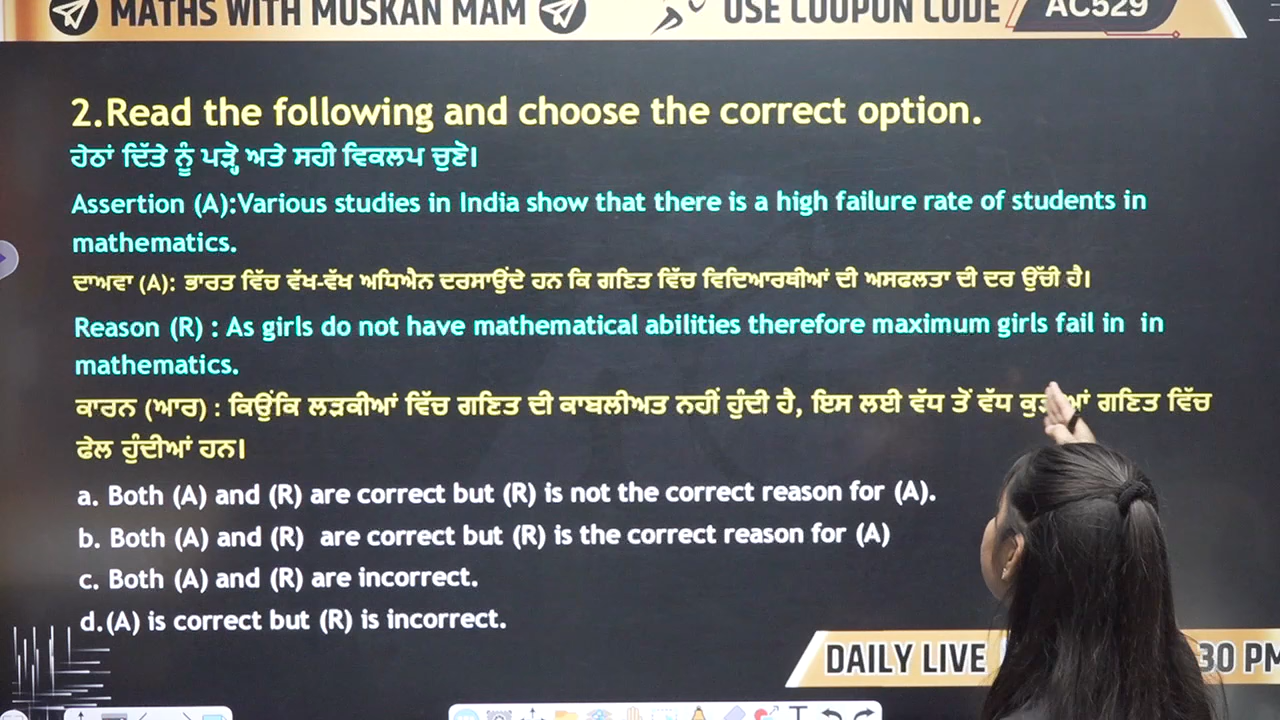 MATHS WITH MUSKAN MAM USE COUPON CODE AC529
2.Read the following and choose the correct option.
ਹੇਠਾਂ ਦਿੱਤੇ ਨੂੰ ਪੜ੍ਹੋ ਅਤੇ ਸਹੀ ਵਿਕਲਪ ਚੁਣੋ।
Assertion (A):Various studies in India show that there is a high failure rate of students in
mathematics.
ਦਾਅਵਾ (A): ਭਾਰਤ ਵਿੱਚ ਵੱਖ-ਵੱਖ ਅਧਿਐਨ ਦਰਸਾਉਂਦੇ ਹਨ ਕਿ ਗਣਿਤ ਵਿੱਚ ਵਿਦਿਆਰਥੀਆਂ ਦੀ ਅਸਫਲਤਾ ਦੀ ਦਰ ਉੱਚੀ ਹੈ।
Reason (R) : As girls do not have mathematical abilities therefore maximum girls fail in in
mathematics.
ਕਾਰਨ (ਆਰ) : ਕਿਉਂਕਿ ਲੜਕੀਆਂ ਵਿੱਚ ਗਣਿਤ ਦੀ ਕਾਬਲੀਅਤ ਨਹੀਂ ਹੁੰਦੀ ਹੈ, ਇਸ ਲਈ ਵੱਧ ਤੋਂ ਵੱਧ ਗਣਿਤ ਵਿੱਚ
ਫੇਲ ਹੁੰਦੀਆਂ ਹਨ।
a. Both (A) and (R) are correct but (R) is not the correct reason for (A).
b. Both (A) and (R) are correct but (R) is the correct reason for (A)
c. Both (A) and (R) are incorrect.
d.(A) is correct but (R) is incorrect.
DAILY LIVE 30 PM